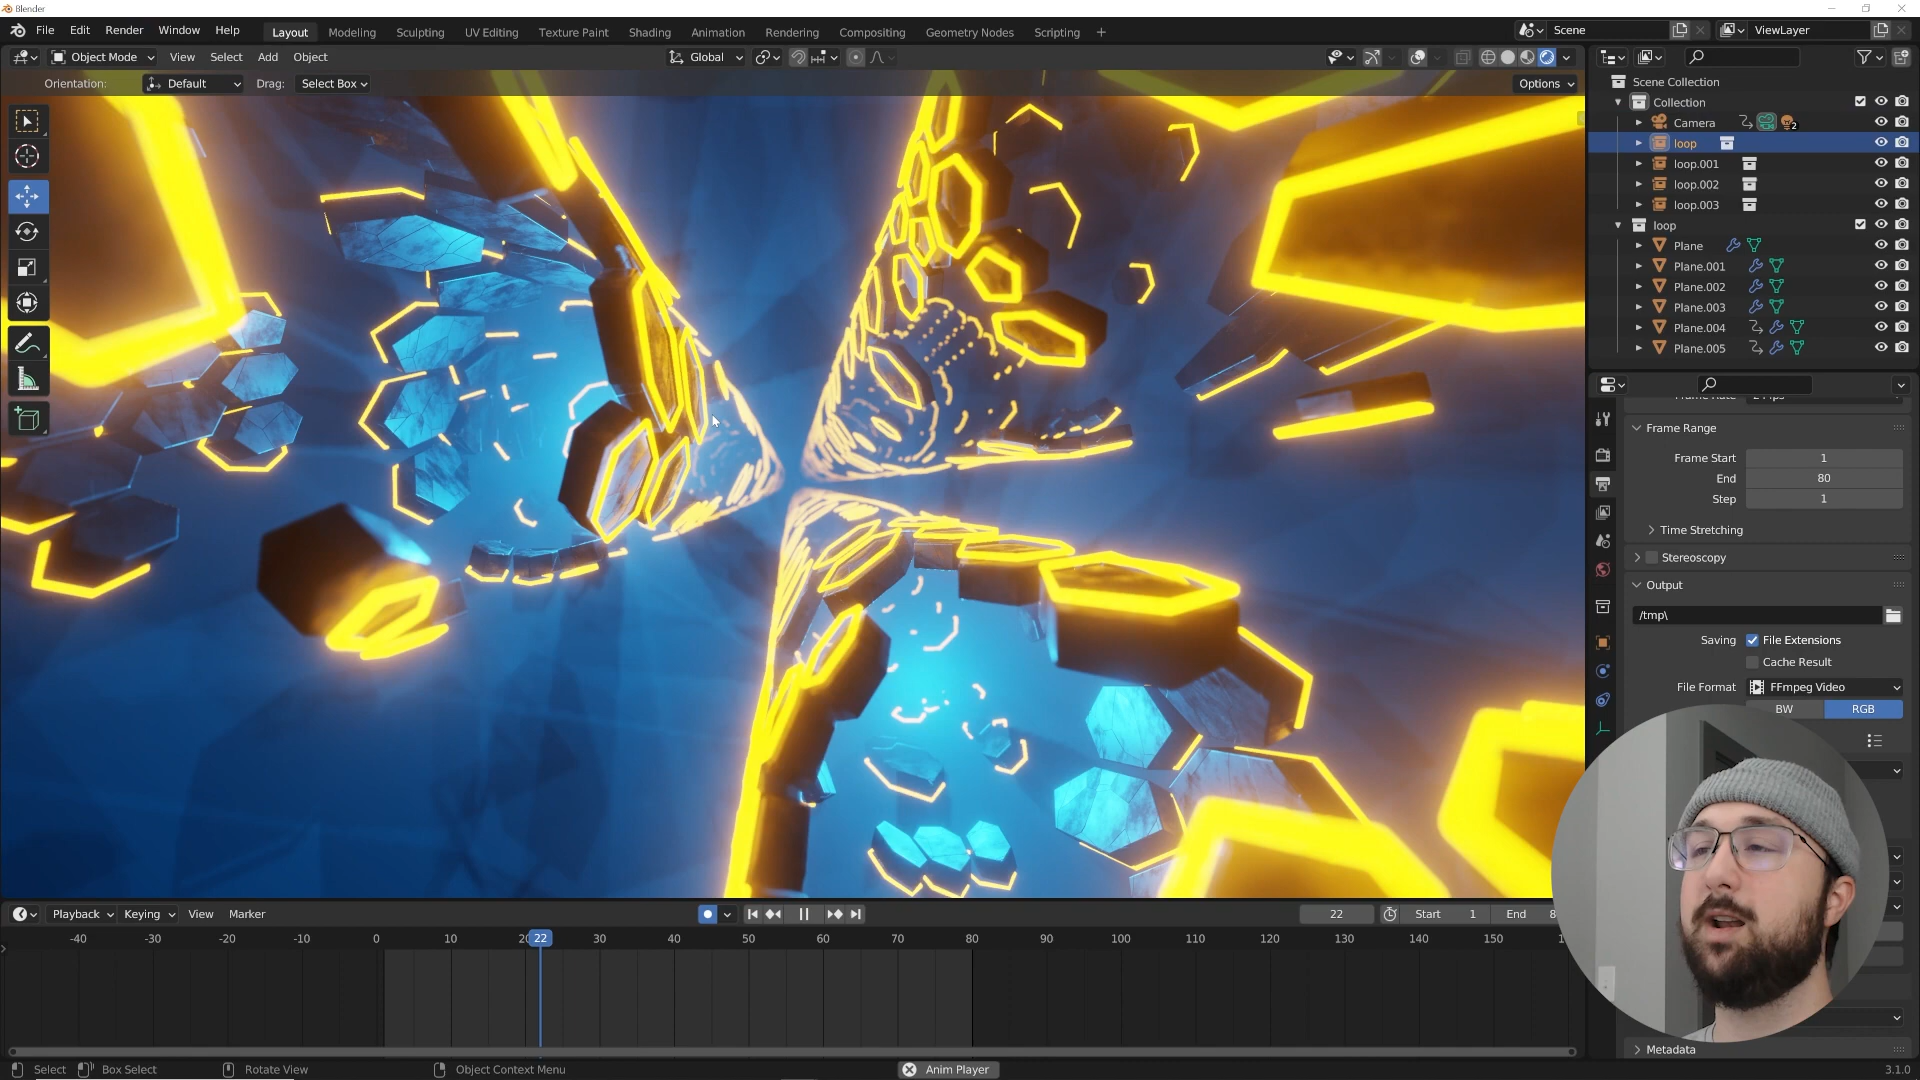 Blender
File Edit Render Window Help
Layout Modeling Sculpting UV Editing Texture Paint Shading Animation Rendering Compositing Geometry Nodes Scripting +
Scene
ViewLayer
Object Mode View Select Add Object
Global
Orientation: Default Drag: Select Box
Options
Scene Collection
Collection
Camera 2
loop
loop.001
loop.002
loop.003
loop
Plane
Plane.001
Plane.002
Plane.003
Plane.004
Plane.005
Frame Range
Frame Start 1
End 80
Step 1
Time Stretching
Stereoscopy
Output
/tmp\
Saving File Extensions
Cache Result
File Format FFmpeg Video
BW RGB
Metadata
Playback Keying View Marker
22 Start 1 End 8
-40 -30 -20 -10 0 10 20 22 30 40 50 60 70 80 90 100 110 120 130 140 150
Select Box Select Rotate View Object Context Menu Anim Player 3.1.0